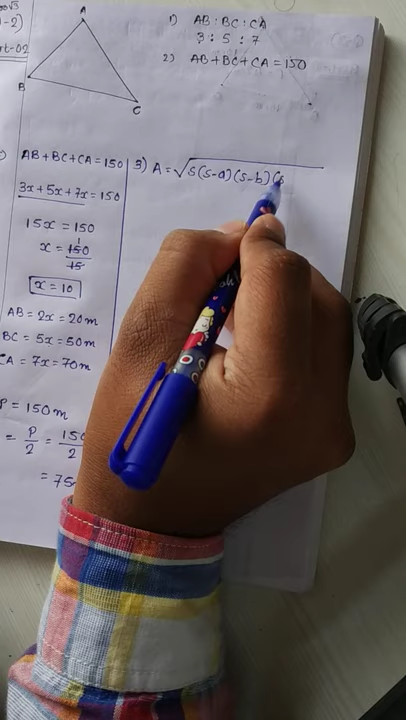 A
B
C
1) AB : BC : CA
3 : 5 : 7
2) AB + BC + CA = 150
AB + BC + CA = 150
3x + 5x + 7x = 150
15x = 150
x = 150
15
x = 10
AB = 2x = 20m
BC = 5x = 50m
CA = 7x = 70m
P = 150m
= P/2 = 150/2
= 75
3) A = √s(s-a)(s-b)(s